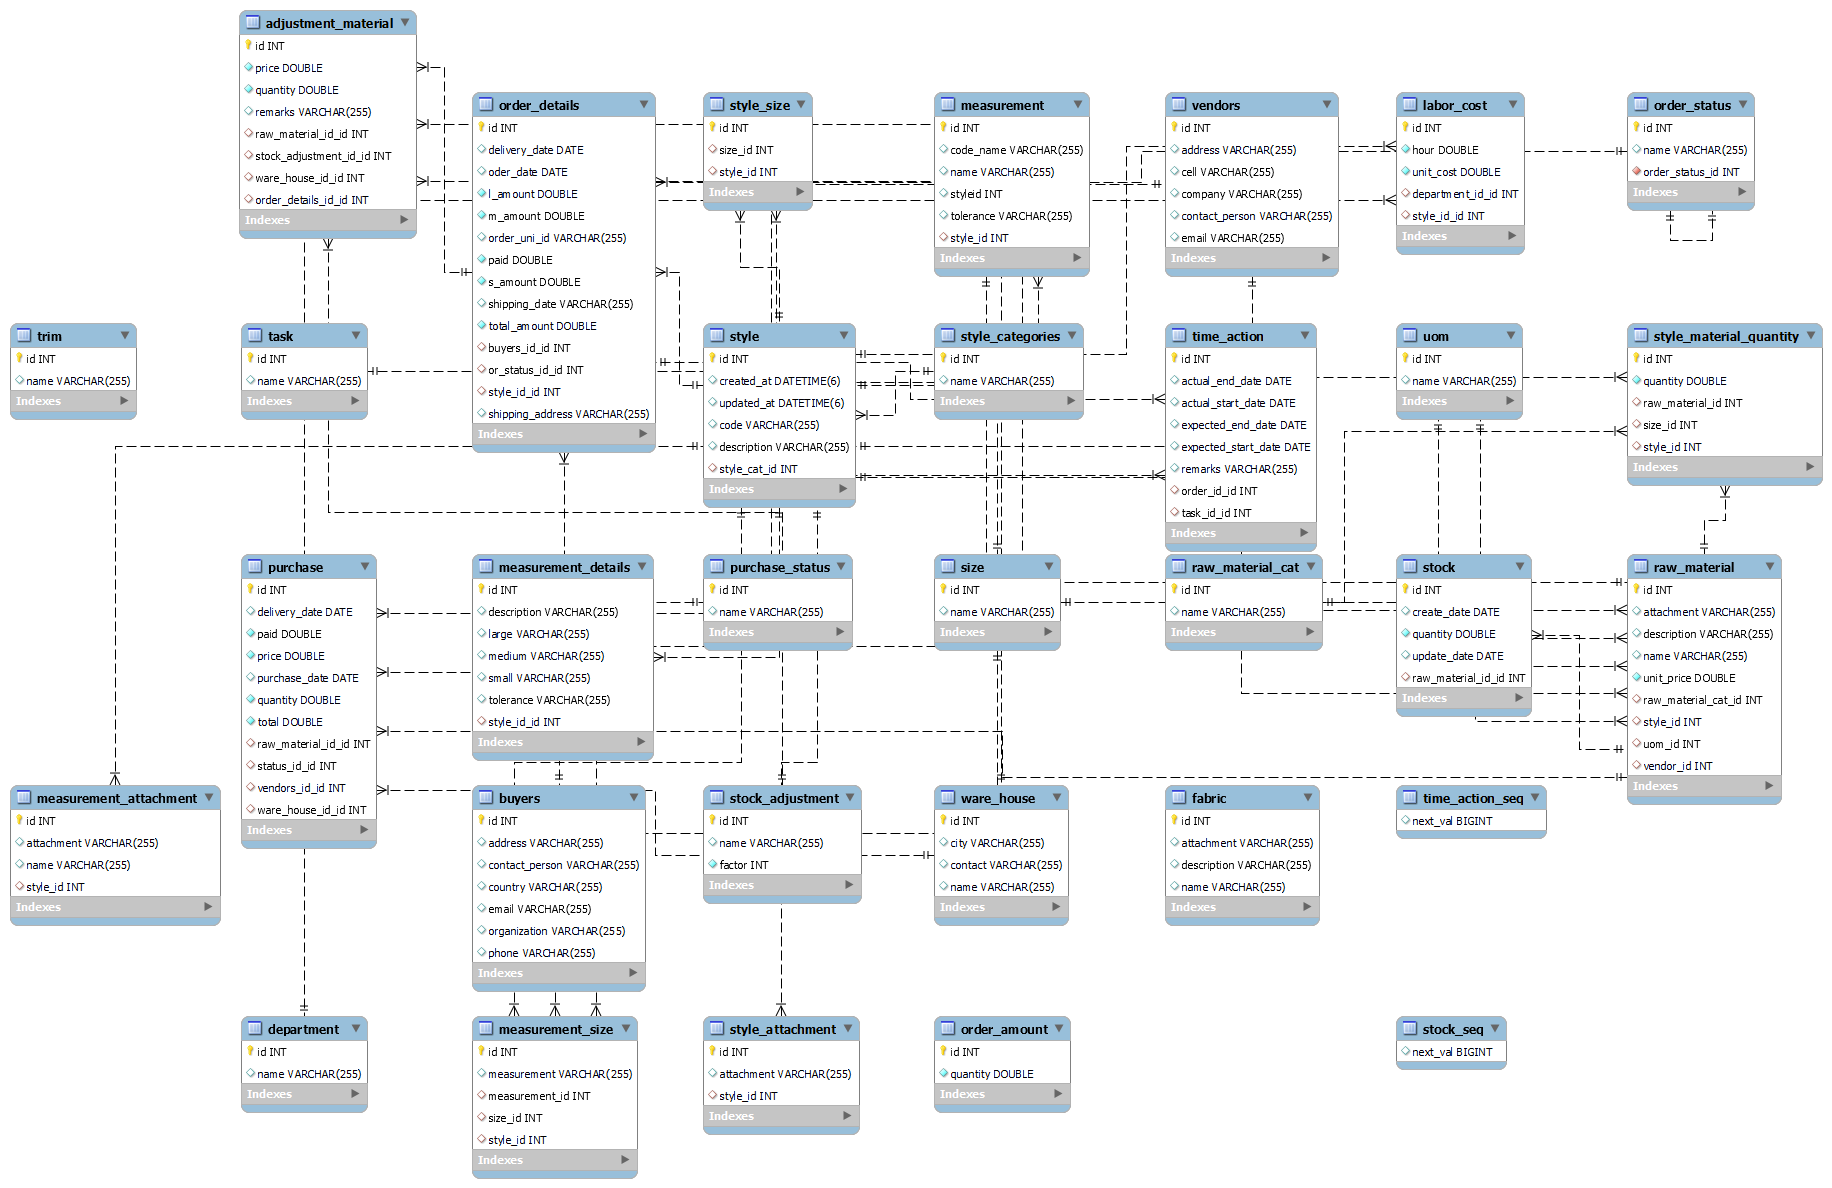 adjustment_material
id INT
price DOUBLE
quantity DOUBLE
remarks VARCHAR(255)
raw_material_id_id INT
stock_adjustment_id_id INT
ware_house_id_id INT
order_details_id_id INT
Indexes
order_details
id INT
delivery_date DATE
oder_date DATE
l_amount DOUBLE
m_amount DOUBLE
order_uni_id VARCHAR(255)
paid DOUBLE
s_amount DOUBLE
shipping_date VARCHAR(255)
total_amount DOUBLE
buyers_id_id INT
or_status_id_id INT
style_id_id INT
shipping_address VARCHAR(255)
Indexes
style_size
id INT
size_id INT
style_id INT
Indexes
measurement
id INT
code_name VARCHAR(255)
name VARCHAR(255)
styleid INT
tolerance VARCHAR(255)
style_id INT
Indexes
vendors
id INT
address VARCHAR(255)
cell VARCHAR(255)
company VARCHAR(255)
contact_person VARCHAR(255)
email VARCHAR(255)
Indexes
labor_cost
id INT
hour DOUBLE
unit_cost DOUBLE
department_id_id INT
style_id_id INT
Indexes
order_status
id INT
name VARCHAR(255)
order_status_id INT
Indexes
trim
id INT
name VARCHAR(255)
Indexes
task
id INT
name VARCHAR(255)
Indexes
style
id INT
created_at DATETIME(6)
updated_at DATETIME(6)
code VARCHAR(255)
description VARCHAR(255)
style_cat_id INT
Indexes
style_categories
id INT
name VARCHAR(255)
Indexes
time_action
id INT
actual_end_date DATE
actual_start_date DATE
expected_end_date DATE
expected_start_date DATE
remarks VARCHAR(255)
order_id_id INT
task_id_id INT
Indexes
uom
id INT
name VARCHAR(255)
Indexes
style_material_quantity
id INT
quantity DOUBLE
raw_material_id INT
size_id INT
style_id INT
Indexes
purchase
id INT
delivery_date DATE
paid DOUBLE
price DOUBLE
purchase_date DATE
quantity DOUBLE
total DOUBLE
raw_material_id_id INT
status_id_id INT
vendors_id_id INT
ware_house_id_id INT
Indexes
measurement_details
id INT
description VARCHAR(255)
large VARCHAR(255)
medium VARCHAR(255)
small VARCHAR(255)
tolerance VARCHAR(255)
style_id_id INT
Indexes
purchase_status
id INT
name VARCHAR(255)
Indexes
size
id INT
name VARCHAR(255)
Indexes
raw_material_cat
id INT
name VARCHAR(255)
Indexes
stock
id INT
create_date DATE
quantity DOUBLE
update_date DATE
raw_material_id_id INT
Indexes
raw_material
id INT
attachment VARCHAR(255)
description VARCHAR(255)
name VARCHAR(255)
unit_price DOUBLE
raw_material_cat_id INT
style_id INT
uom_id INT
vendor_id INT
Indexes
measurement_attachment
id INT
attachment VARCHAR(255)
name VARCHAR(255)
style_id INT
Indexes
buyers
id INT
address VARCHAR(255)
contact_person VARCHAR(255)
country VARCHAR(255)
email VARCHAR(255)
organization VARCHAR(255)
phone VARCHAR(255)
Indexes
stock_adjustment
id INT
name VARCHAR(255)
factor INT
Indexes
ware_house
id INT
city VARCHAR(255)
contact VARCHAR(255)
name VARCHAR(255)
Indexes
fabric
id INT
attachment VARCHAR(255)
description VARCHAR(255)
name VARCHAR(255)
Indexes
time_action_seq
next_val BIGINT
department
id INT
name VARCHAR(255)
Indexes
measurement_size
id INT
measurement VARCHAR(255)
measurement_id INT
size_id INT
style_id INT
Indexes
style_attachment
id INT
attachment VARCHAR(255)
style_id INT
Indexes
order_amount
id INT
quantity DOUBLE
Indexes
stock_seq
next_val BIGINT